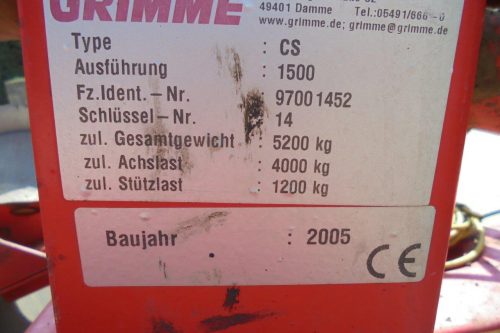 GRIMME
49401 Damme Tel.:05491/666-0
www.grimme.de; grimme@grimme.de
Type : CS
Ausführung : 1500
Fz.Ident.-Nr. 97001452
Schlüssel-Nr. 14
zul. Gesamtgewicht : 5200 kg
zul. Achslast : 4000 kg
zul. Stützlast : 1200 kg
Baujahr : 2005
CE